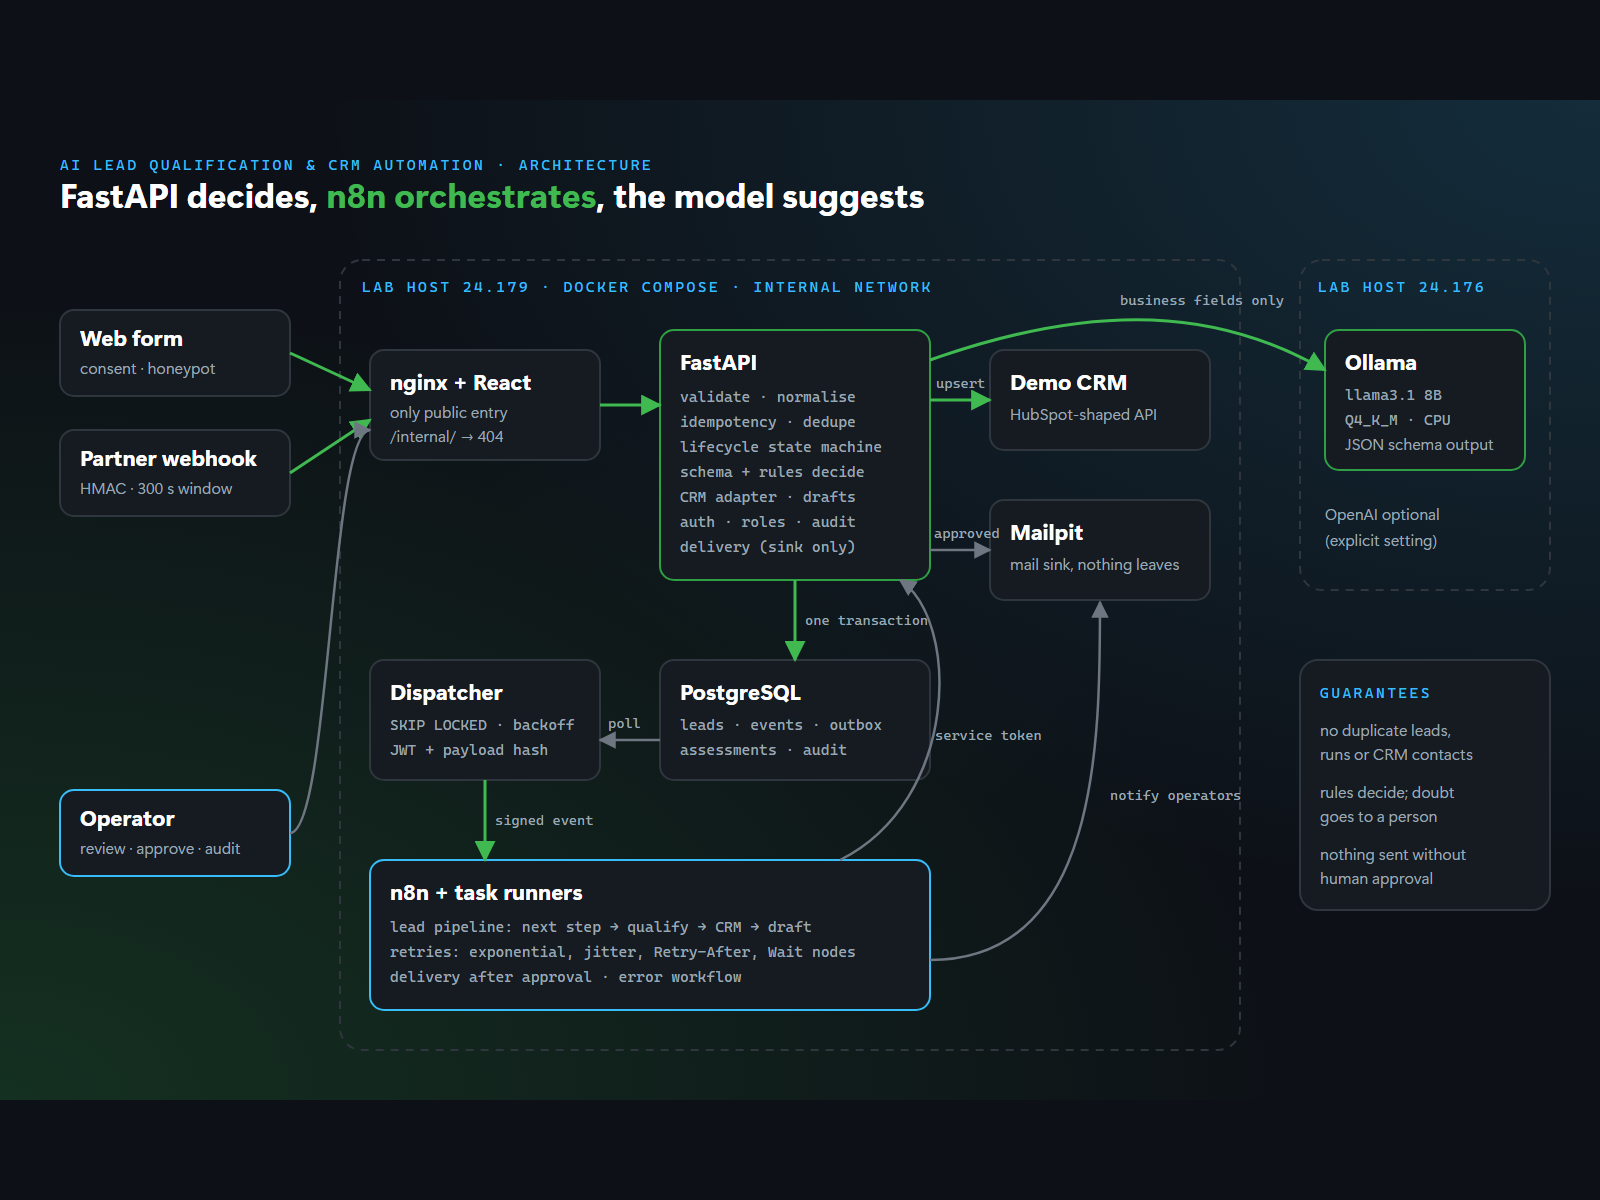 AI LEAD QUALIFICATION & CRM AUTOMATION · ARCHITECTURE
FastAPI decides, n8n orchestrates, the model suggests
LAB HOST 24.179 · DOCKER COMPOSE · INTERNAL NETWORK
Web form
consent · honeypot
Partner webhook
HMAC · 300 s window
Operator
review · approve · audit
nginx + React
only public entry
/internal/ → 404
FastAPI
validate · normalise
idempotency · dedupe
lifecycle state machine
schema + rules decide
CRM adapter · drafts
auth · roles · audit
delivery (sink only)
business fields only
upsert
Demo CRM
HubSpot-shaped API
approved
Mailpit
mail sink, nothing leaves
one transaction
Dispatcher
SKIP LOCKED · backoff
JWT + payload hash
poll
PostgreSQL
leads · events · outbox
assessments · audit
service token
notify operators
signed event
n8n + task runners
lead pipeline: next step → qualify → CRM → draft
retries: exponential, jitter, Retry-After, Wait nodes
delivery after approval · error workflow
LAB HOST 24.176
Ollama
llama3.1 8B
Q4_K_M · CPU
JSON schema output
OpenAI optional
(explicit setting)
GUARANTEES
no duplicate leads,
runs or CRM contacts
rules decide; doubt
goes to a person
nothing sent without
human approval